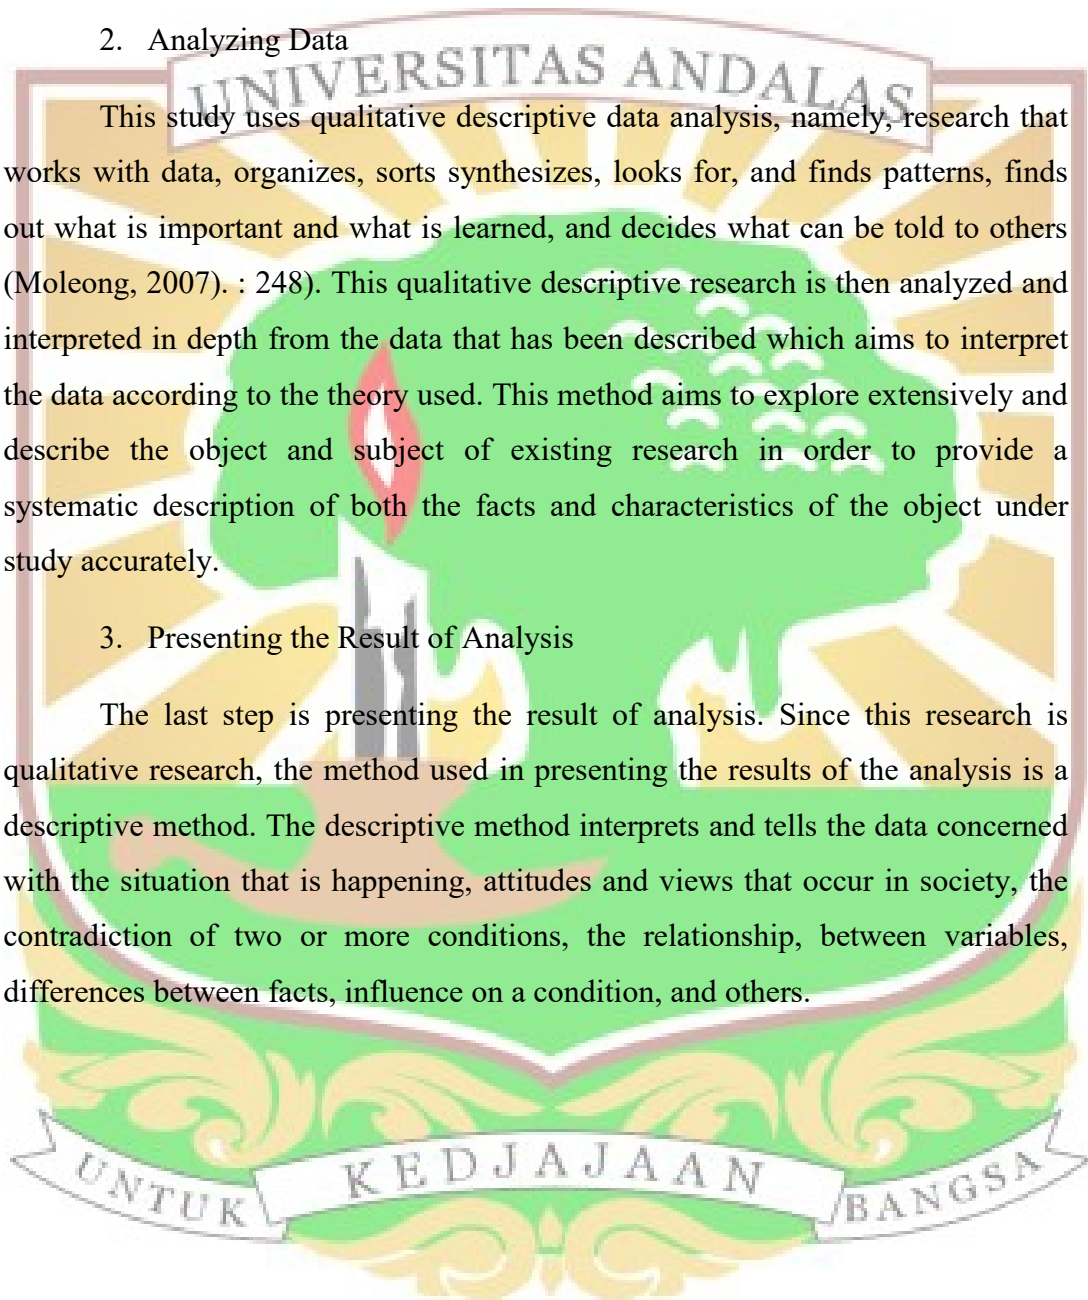 2. Analyzing Data
UNIVERSITAS ANDALAS
This study uses qualitative descriptive data analysis, namely, research that
works with data, organizes, sorts synthesizes, looks for, and finds patterns, finds
out what is important and what is learned, and decides what can be told to others
(Moleong, 2007). : 248). This qualitative descriptive research is then analyzed and
interpreted in depth from the data that has been described which aims to interpret
the data according to the theory used. This method aims to explore extensively and
describe the object and subject of existing research in order to provide a
systematic description of both the facts and characteristics of the object under
study accurately.
3. Presenting the Result of Analysis
The last step is presenting the result of analysis. Since this research is
qualitative research, the method used in presenting the results of the analysis is a
descriptive method. The descriptive method interprets and tells the data concerned
with the situation that is happening, attitudes and views that occur in society, the
contradiction of two or more conditions, the relationship, between variables,
differences between facts, influence on a condition, and others.
UNTUK KEDJAJAAN BANGSA